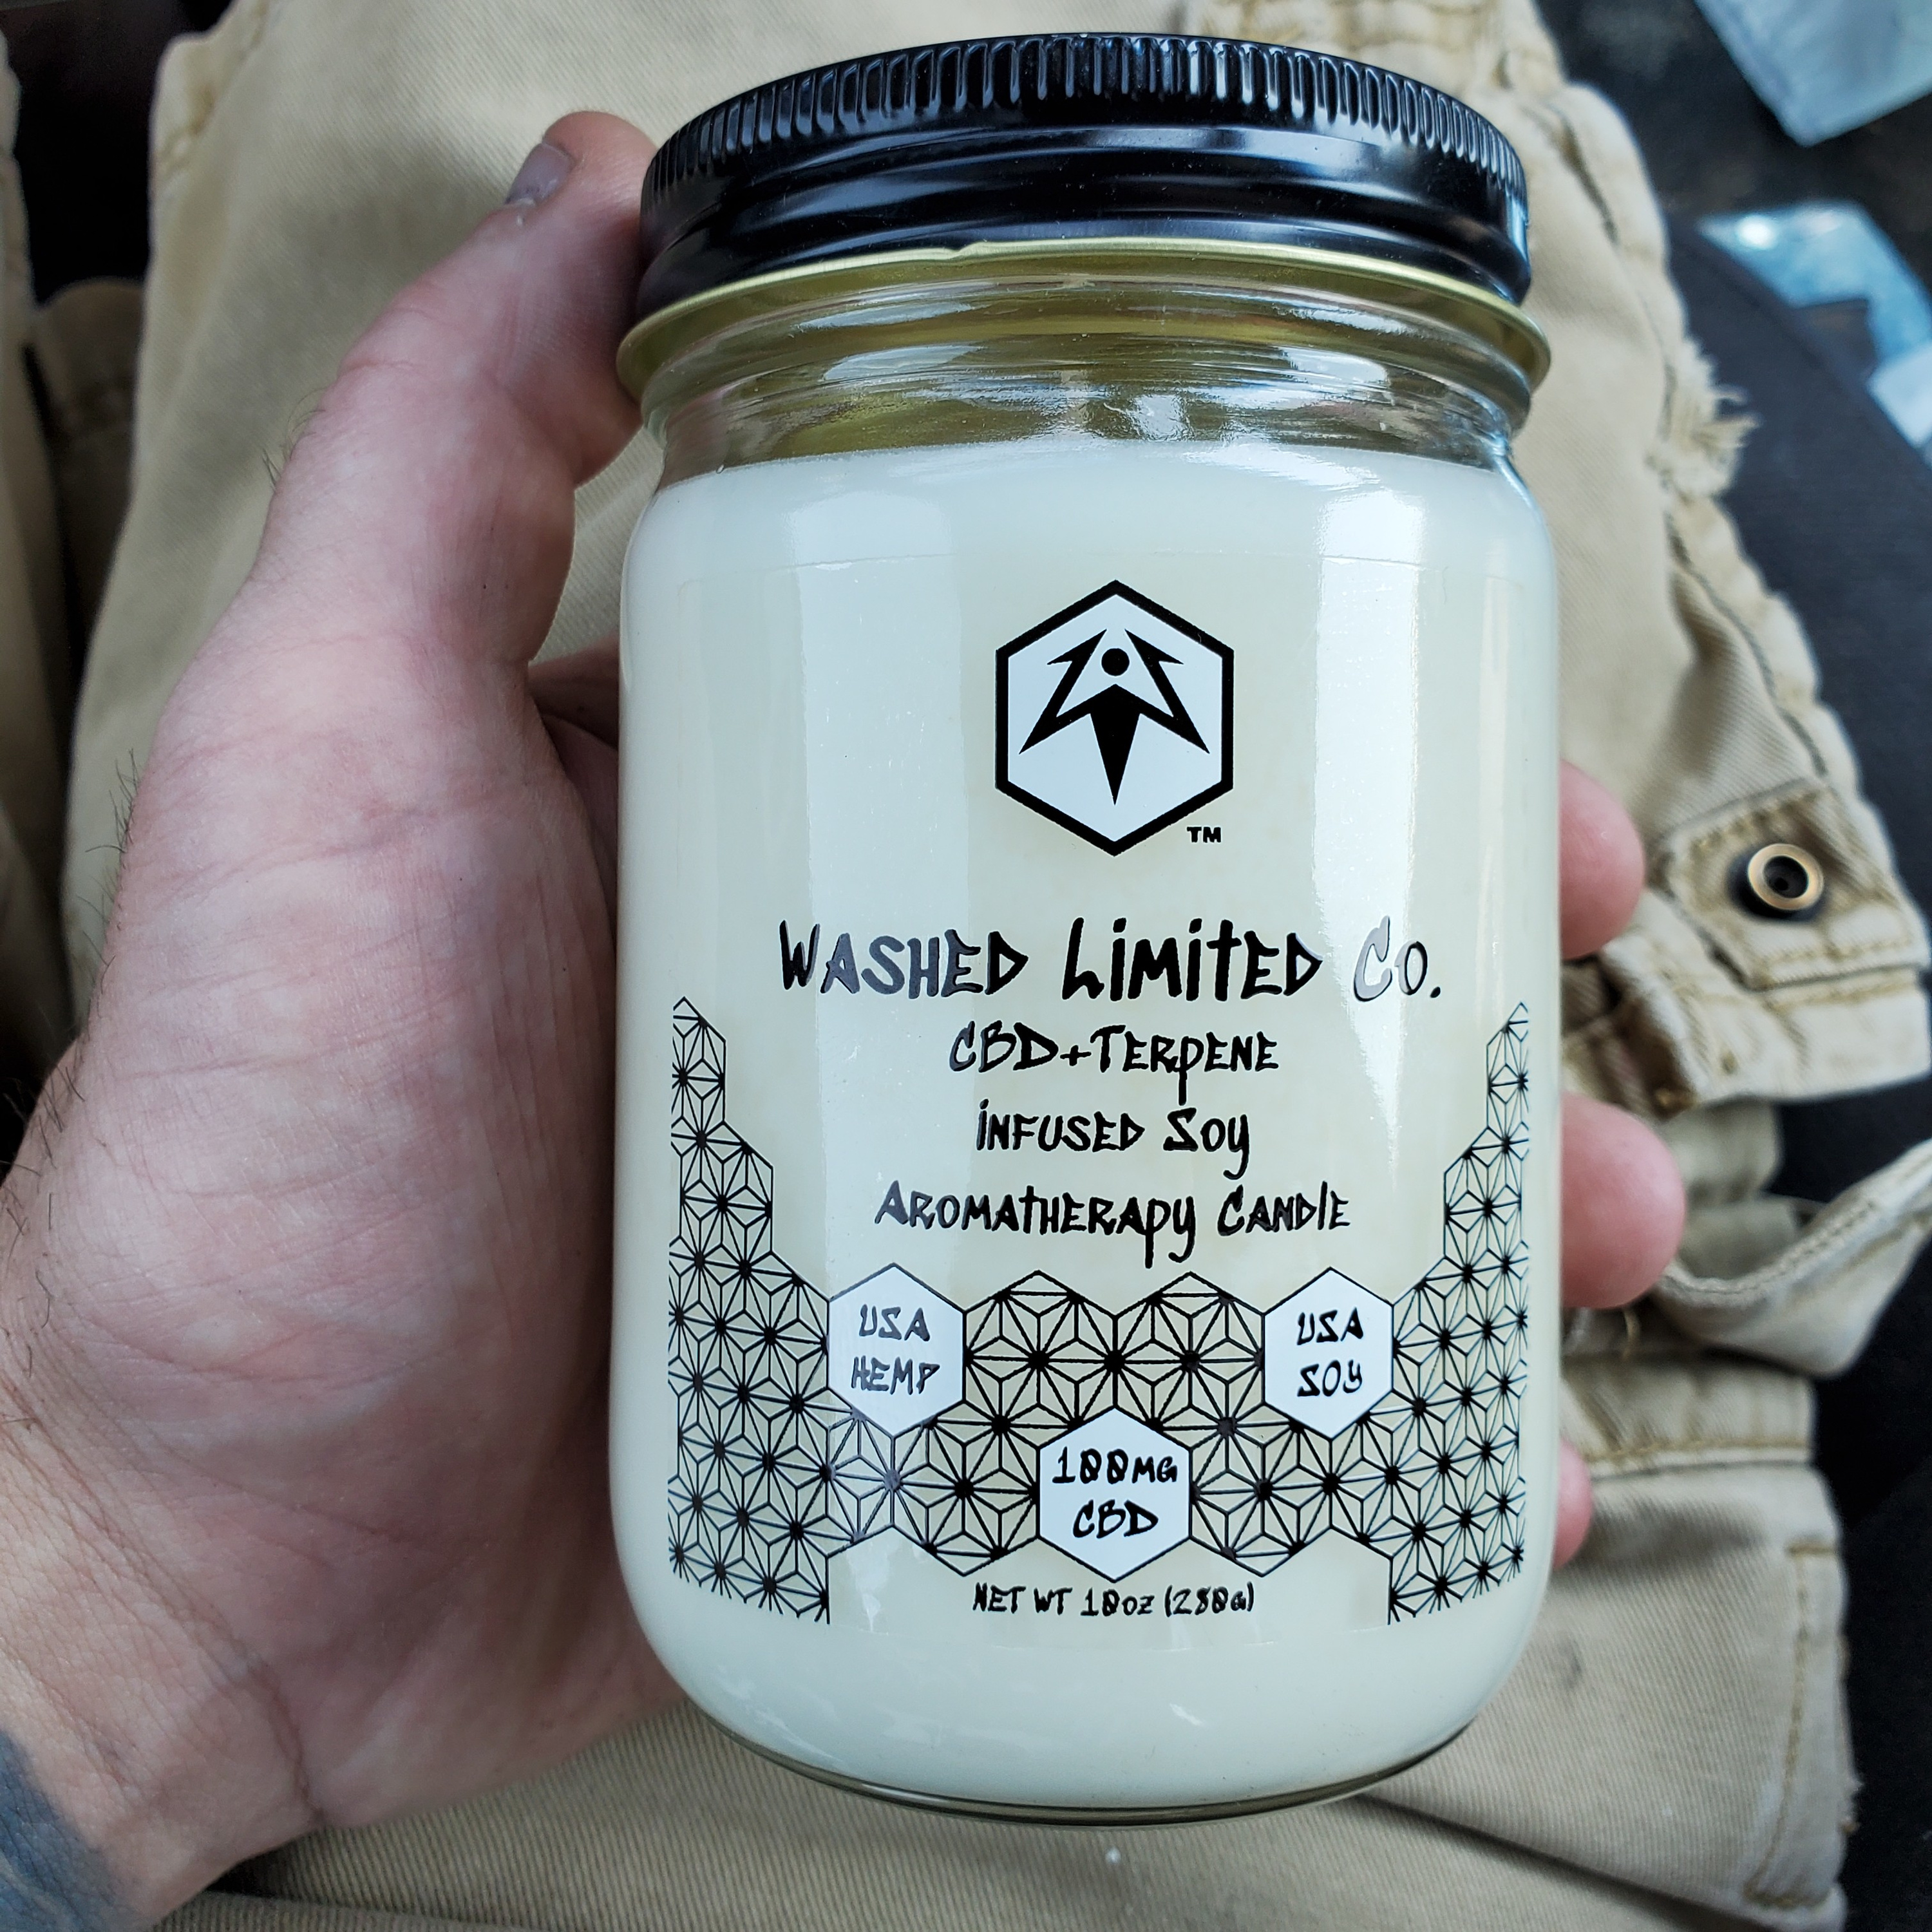 TM
Washed Limited Co.
CBD+Terpene
Infused Soy
Aromatherapy Candle
USA
Hemp
USA
Soy
100mg
CBD
Net Wt 10oz (280g)